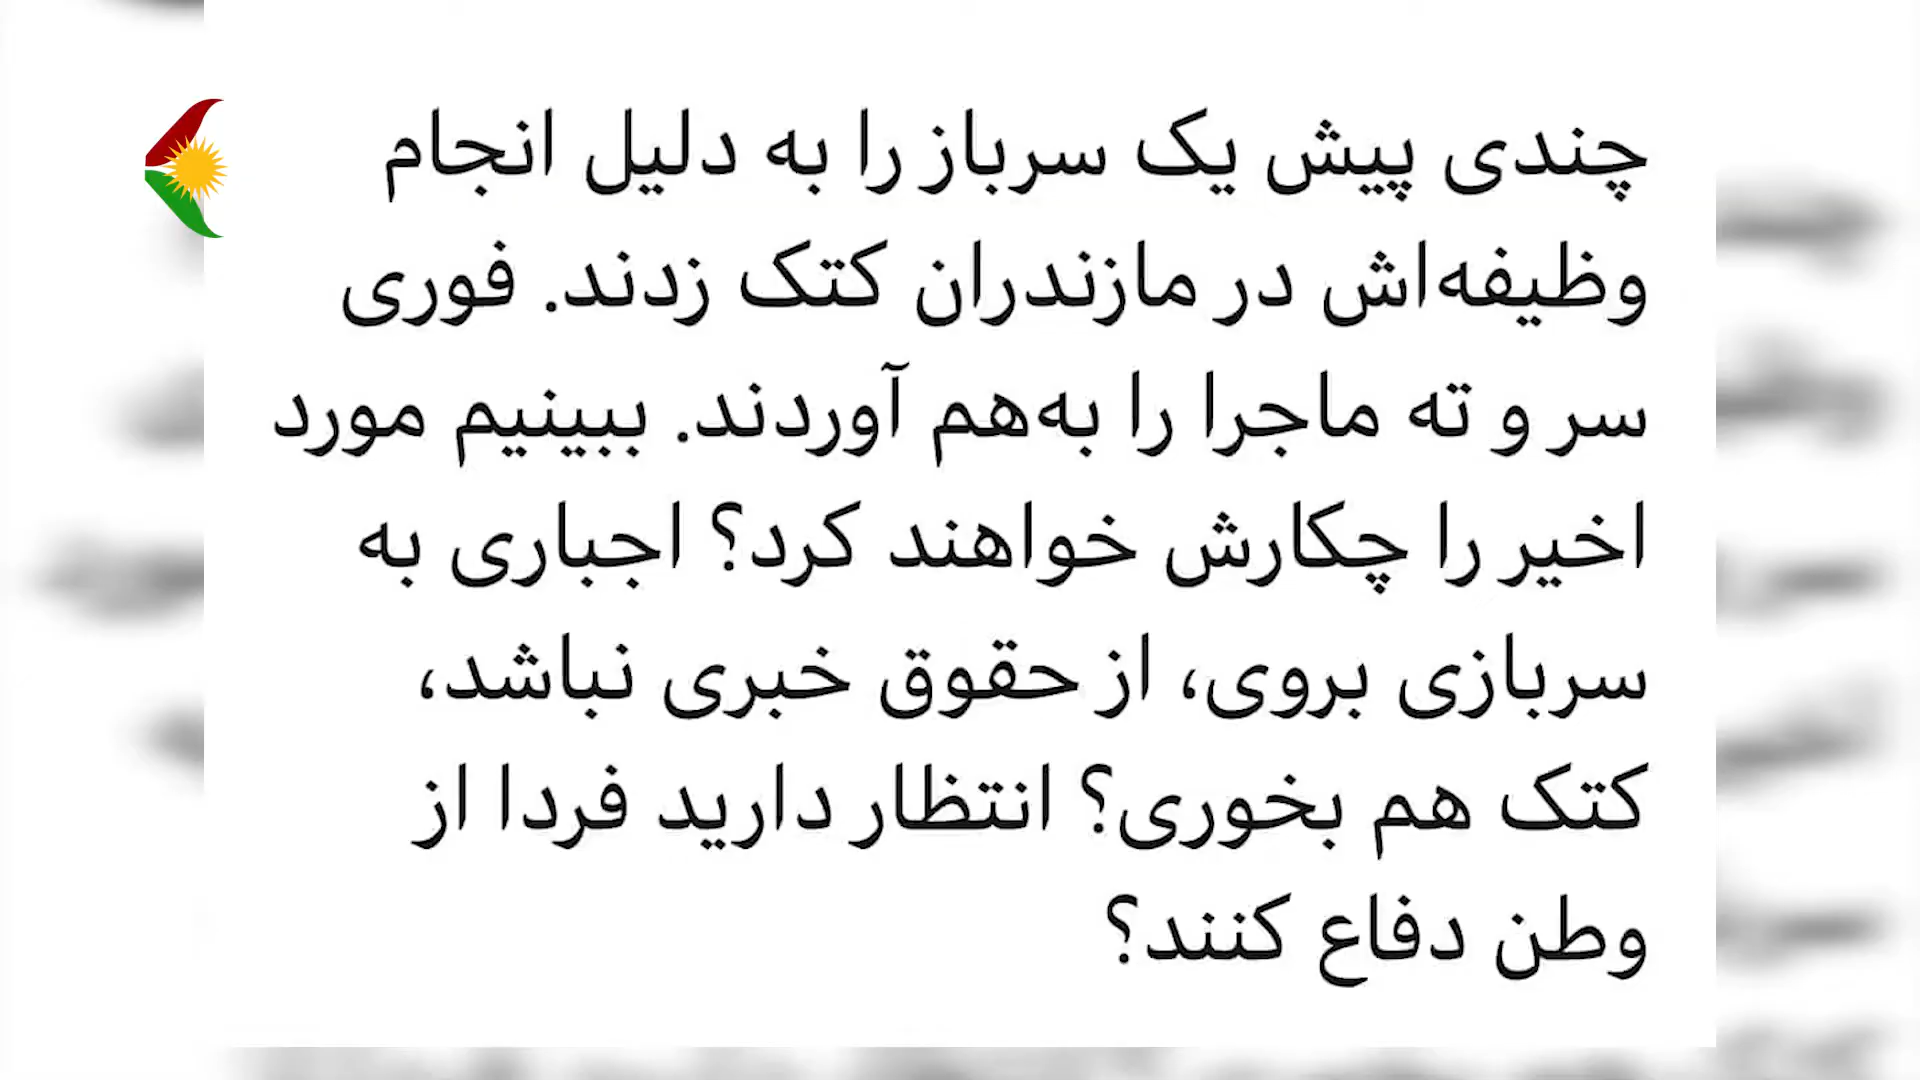 چندی پیش یک سرباز را به دلیل انجام
وظیفه‌اش در مازندران کتک زدند. فوری
سر و ته ماجرا را به‌هم آوردند. ببینیم مورد
اخیر را چکارش خواهند کرد؟ اجباری به
سربازی بروی، از حقوق خبری نباشد،
کتک هم بخوری؟ انتظار دارید فردا از
وطن دفاع کنند؟